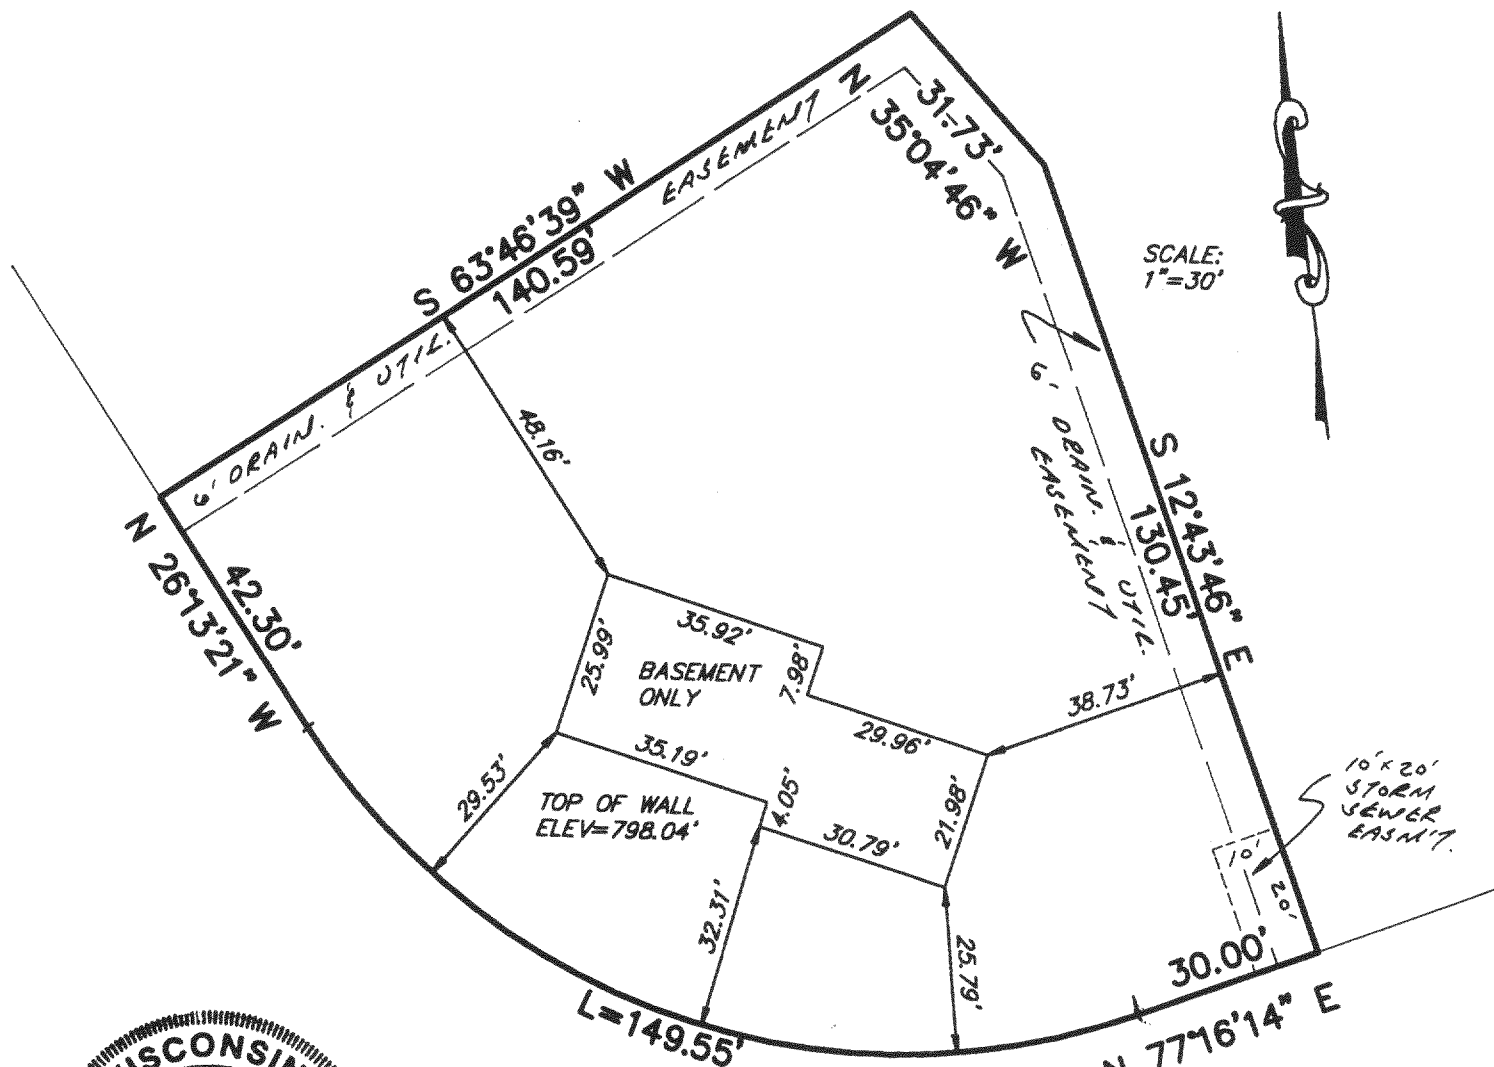 S 63°46'39" W
140.59'
6' DRAIN. & UTIL. EASEMENT
N 35°04'46" W
31.73'
SCALE:
1"=30'
6' DRAIN. & UTIL.
EASEMENT
S 12°43'46" E
130.45'
48.16'
N 26°13'21" W
42.30'
35.92'
25.99'
BASEMENT
ONLY
7.98'
29.96'
38.73'
35.19'
29.53'
TOP OF WALL
ELEV=798.04'
4.05'
30.79'
21.98'
32.31'
25.79'
10'x20'
STORM
SEWER
EASM'T.
10'
20'
30.00'
N 77°16'14" E
L=149.55'
WISCONSIN